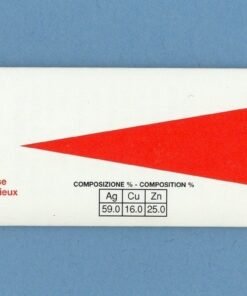 se
ieux
COMPOSIZIONE % - COMPOSITION %
Ag Cu Zn
59.0 16.0 25.0